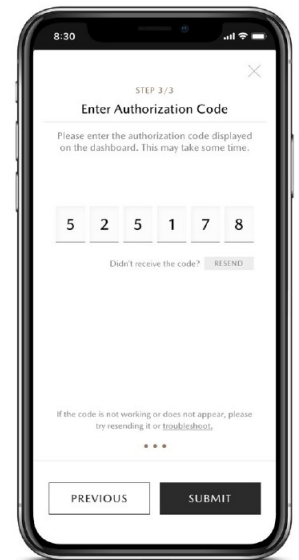 8:30
STEP 3/3
Enter Authorization Code
Please enter the authorization code displayed
on the dashboard. This may take some time.
5 2 5 1 7 8
Didn't receive the code? RESEND
If the code is not working or does not appear, please
try resending it or troubleshoot.
PREVIOUS SUBMIT